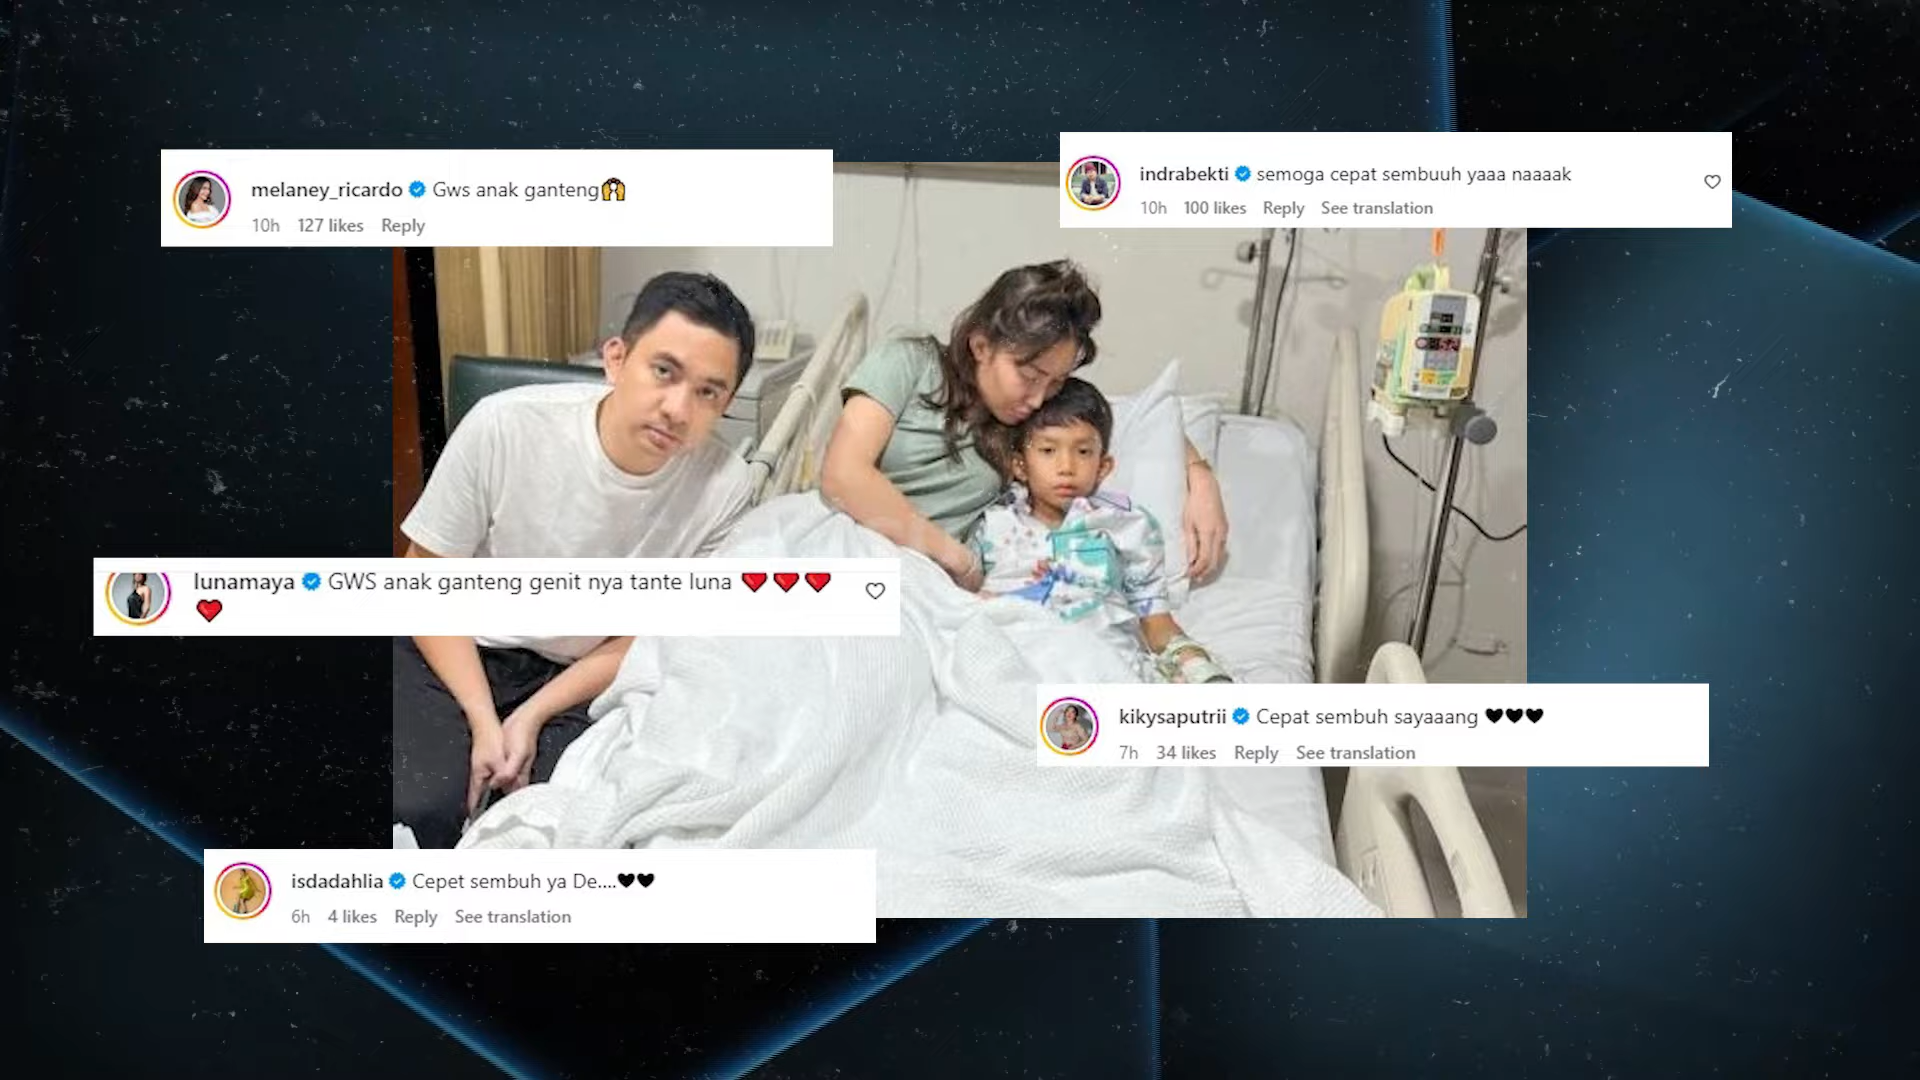 melaney_ricardo Gws anak ganteng🙌
10h 127 likes Reply
indrabekti semoga cepat sembuuh yaaa naaaak
10h 100 likes Reply See translation
lunamaya GWS anak ganteng genit nya tante luna ❤️❤️❤️
❤️
kikysaputrii Cepat sembuh sayaaang 🖤🖤🖤
7h 34 likes Reply See translation
isdadahlia Cepet sembuh ya De....🖤🖤
6h 4 likes Reply See translation